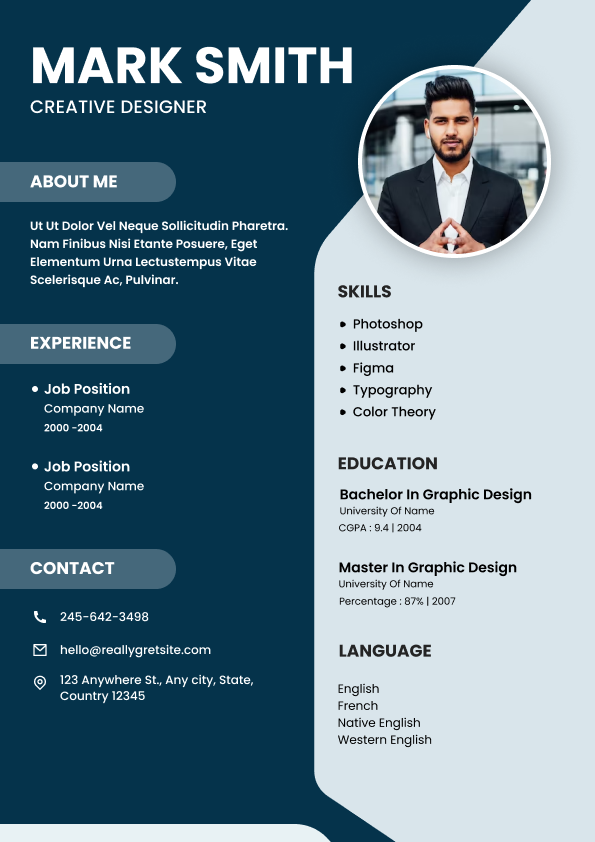 MARK SMITH
CREATIVE DESIGNER
ABOUT ME
Ut Ut Dolor Vel Neque Sollicitudin Pharetra.
Nam Finibus Nisi Etante Posuere, Eget
Elementum Urna Lectustempus Vitae
Scelerisque Ac, Pulvinar.
EXPERIENCE
Job Position
Company Name
2000 -2004
Job Position
Company Name
2000 -2004
CONTACT
245-642-3498
hello@reallygretsite.com
123 Anywhere St., Any city, State,
Country 12345
SKILLS
Photoshop
Illustrator
Figma
Typography
Color Theory
EDUCATION
Bachelor In Graphic Design
University Of Name
CGPA : 9.4 | 2004
Master In Graphic Design
University Of Name
Percentage : 87% | 2007
LANGUAGE
English
French
Native English
Western English